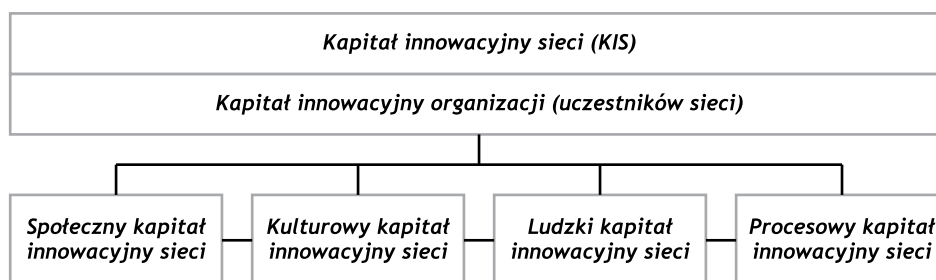 Kapitał innowacyjny sieci (KIS)
Kapitał innowacyjny organizacji (uczestników sieci)
Społeczny kapitał
innowacyjny sieci
Kulturowy kapitał
innowacyjny sieci
Ludzki kapitał
innowacyjny sieci
Procesowy kapitał
innowacyjny sieci